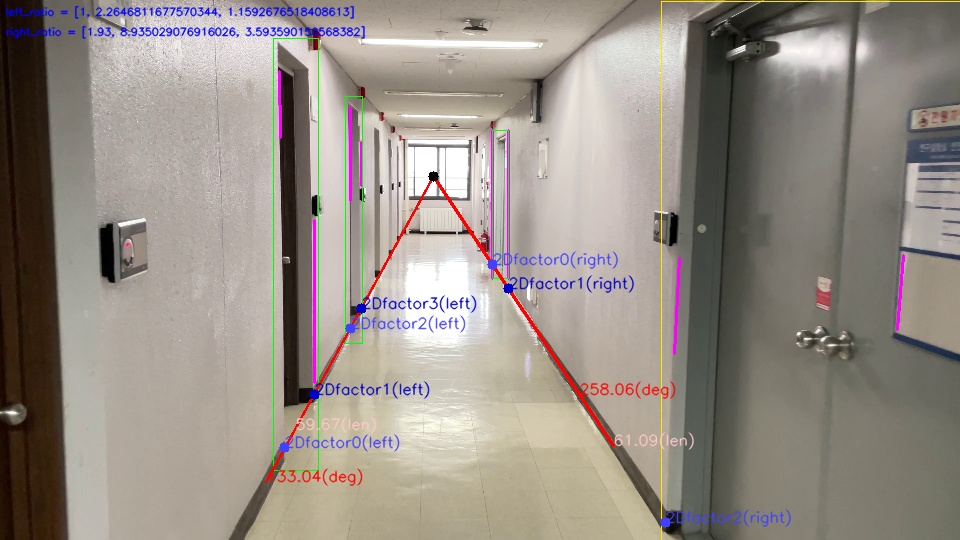 left_ratio = [1, 2.2646811677570344, 1.1592676518408613]
right_ratio = [1.93, 8.935029076916026, 3.593590150568382]
2Dfactor0(right)
2Dfactor1(right)
2Dfactor3(left)
2Dfactor2(left)
2Dfactor1(left)
258.06(deg)
59.67(len)
2Dfactor0(left)
61.09(len)
33.04(deg)
2Dfactor2(right)